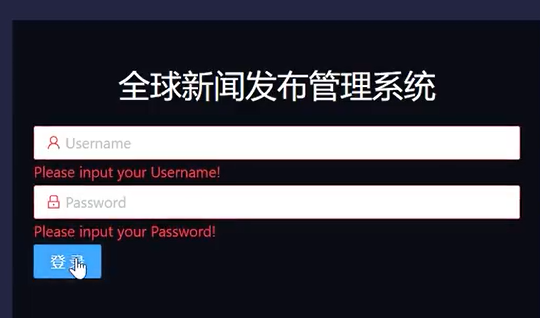 全球新闻发布管理系统
Username
Please input your Username!
Password
Please input your Password!
登录